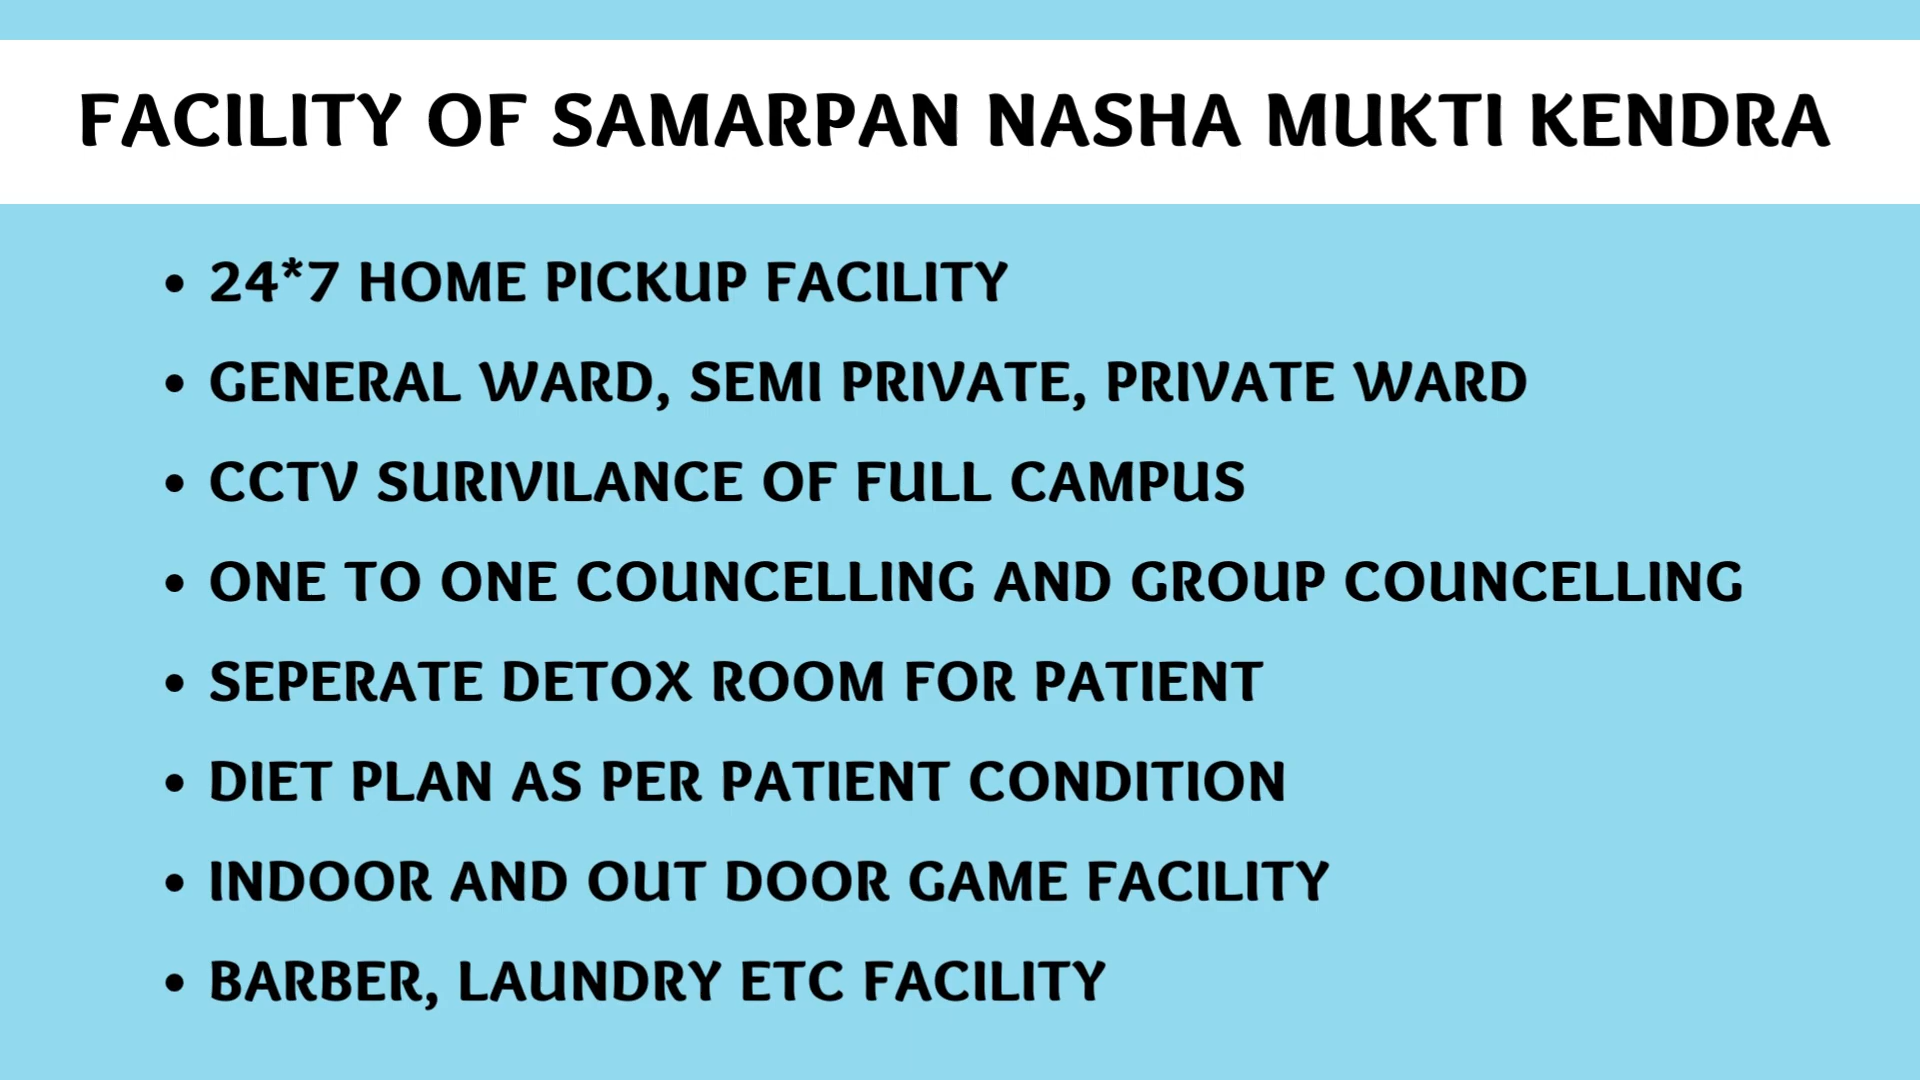 FACILITY OF SAMARPAN NASHA MUKTI KENDRA
• 24*7 HOME PICKUP FACILITY
• GENERAL WARD, SEMI PRIVATE, PRIVATE WARD
• CCTV SURIVILANCE OF FULL CAMPUS
• ONE TO ONE COUNCELLING AND GROUP COUNCELLING
• SEPERATE DETOX ROOM FOR PATIENT
• DIET PLAN AS PER PATIENT CONDITION
• INDOOR AND OUT DOOR GAME FACILITY
• BARBER, LAUNDRY ETC FACILITY